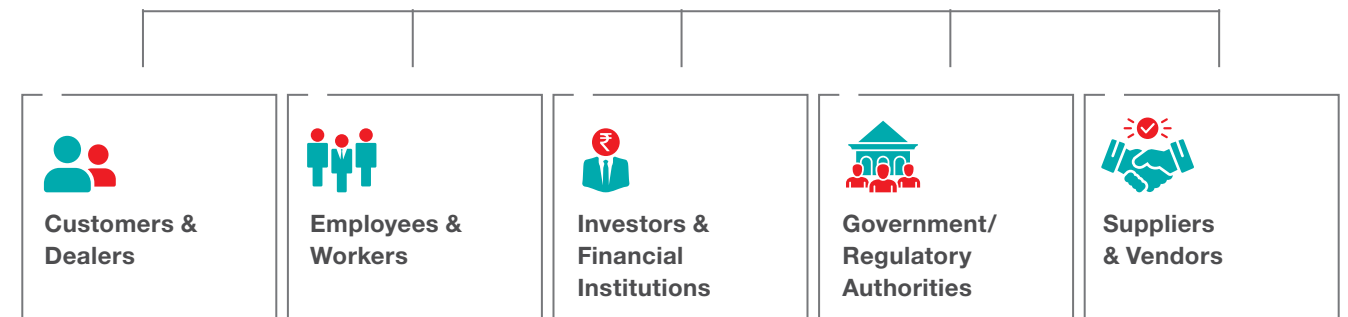 Customers &
Dealers
Employees &
Workers
₹
Investors &
Financial
Institutions
Government/
Regulatory
Authorities
Suppliers
& Vendors